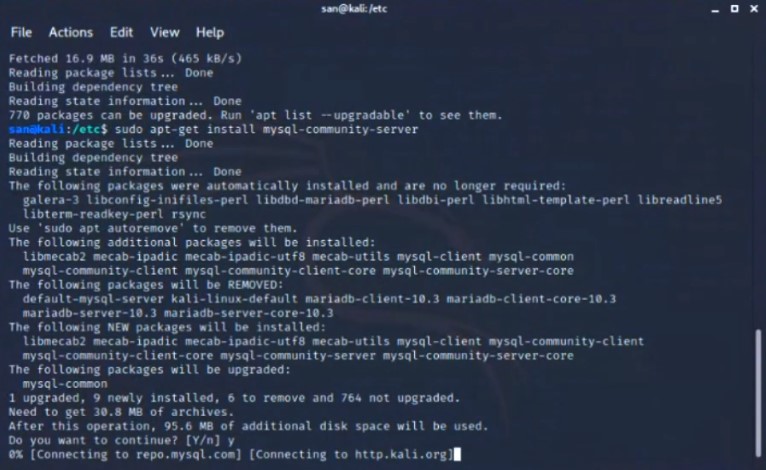 san@kali: /etc
File Actions Edit View Help
Fetched 16.9 MB in 36s (465 kB/s)
Reading package lists... Done
Building dependency tree
Reading state information... Done
770 packages can be upgraded. Run 'apt list --upgradable' to see them.
san@kali:/etc$ sudo apt-get install mysql-community-server
Reading package lists... Done
Building dependency tree
Reading state information... Done
The following packages were automatically installed and are no longer required:
galera-3 libconfig-inifiles-perl libdbd-mariadb-perl libdbi-perl libhtml-template-perl libreadline5
libterm-readkey-perl rsync
Use 'sudo apt autoremove' to remove them.
The following additional packages will be installed:
libmecab2 mecab-ipadic mecab-ipadic-utf8 mecab-utils mysql-client mysql-common
mysql-community-client mysql-community-client-core mysql-community-server-core
The following packages will be REMOVED:
default-mysql-server kali-linux-default mariadb-client-10.3 mariadb-client-core-10.3
mariadb-server-10.3 mariadb-server-core-10.3
The following NEW packages will be installed:
libmecab2 mecab-ipadic mecab-ipadic-utf8 mecab-utils mysql-client mysql-community-client
mysql-community-client-core mysql-community-server mysql-community-server-core
The following packages will be upgraded:
mysql-common
1 upgraded, 9 newly installed, 6 to remove and 764 not upgraded.
Need to get 30.8 MB of archives.
After this operation, 95.6 MB of additional disk space will be used.
Do you want to continue? [Y/n] y
0% [Connecting to repo.mysql.com] [Connecting to http.kali.org]